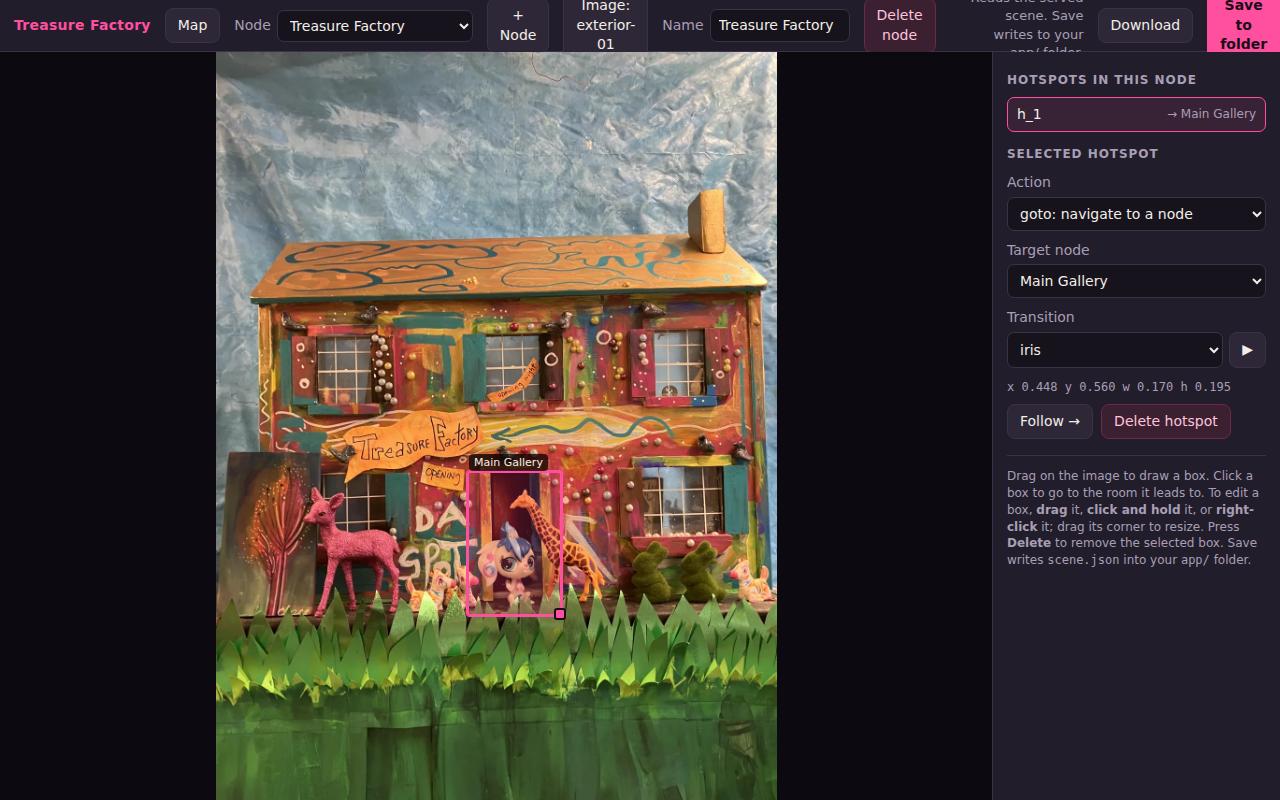 Treasure Factory
Map
Node
Treasure Factory
+
Node
Image:
exterior-
01
Name
Treasure Factory
Delete
node
scene. Save
writes to your
Download
Save
to
folder
HOTSPOTS IN THIS NODE
h_1
→ Main Gallery
SELECTED HOTSPOT
Action
goto: navigate to a node
Target node
Main Gallery
Transition
iris
▶
x 0.448 y 0.560 w 0.170 h 0.195
Follow →
Delete hotspot
Drag on the image to draw a box. Click a
box to go to the room it leads to. To edit a
box, drag it, click and hold it, or right-
click it; drag its corner to resize. Press
Delete to remove the selected box. Save
writes scene.json into your app/ folder.
TreaSURE Factory
Main Gallery
OPENING
DA
SPOT